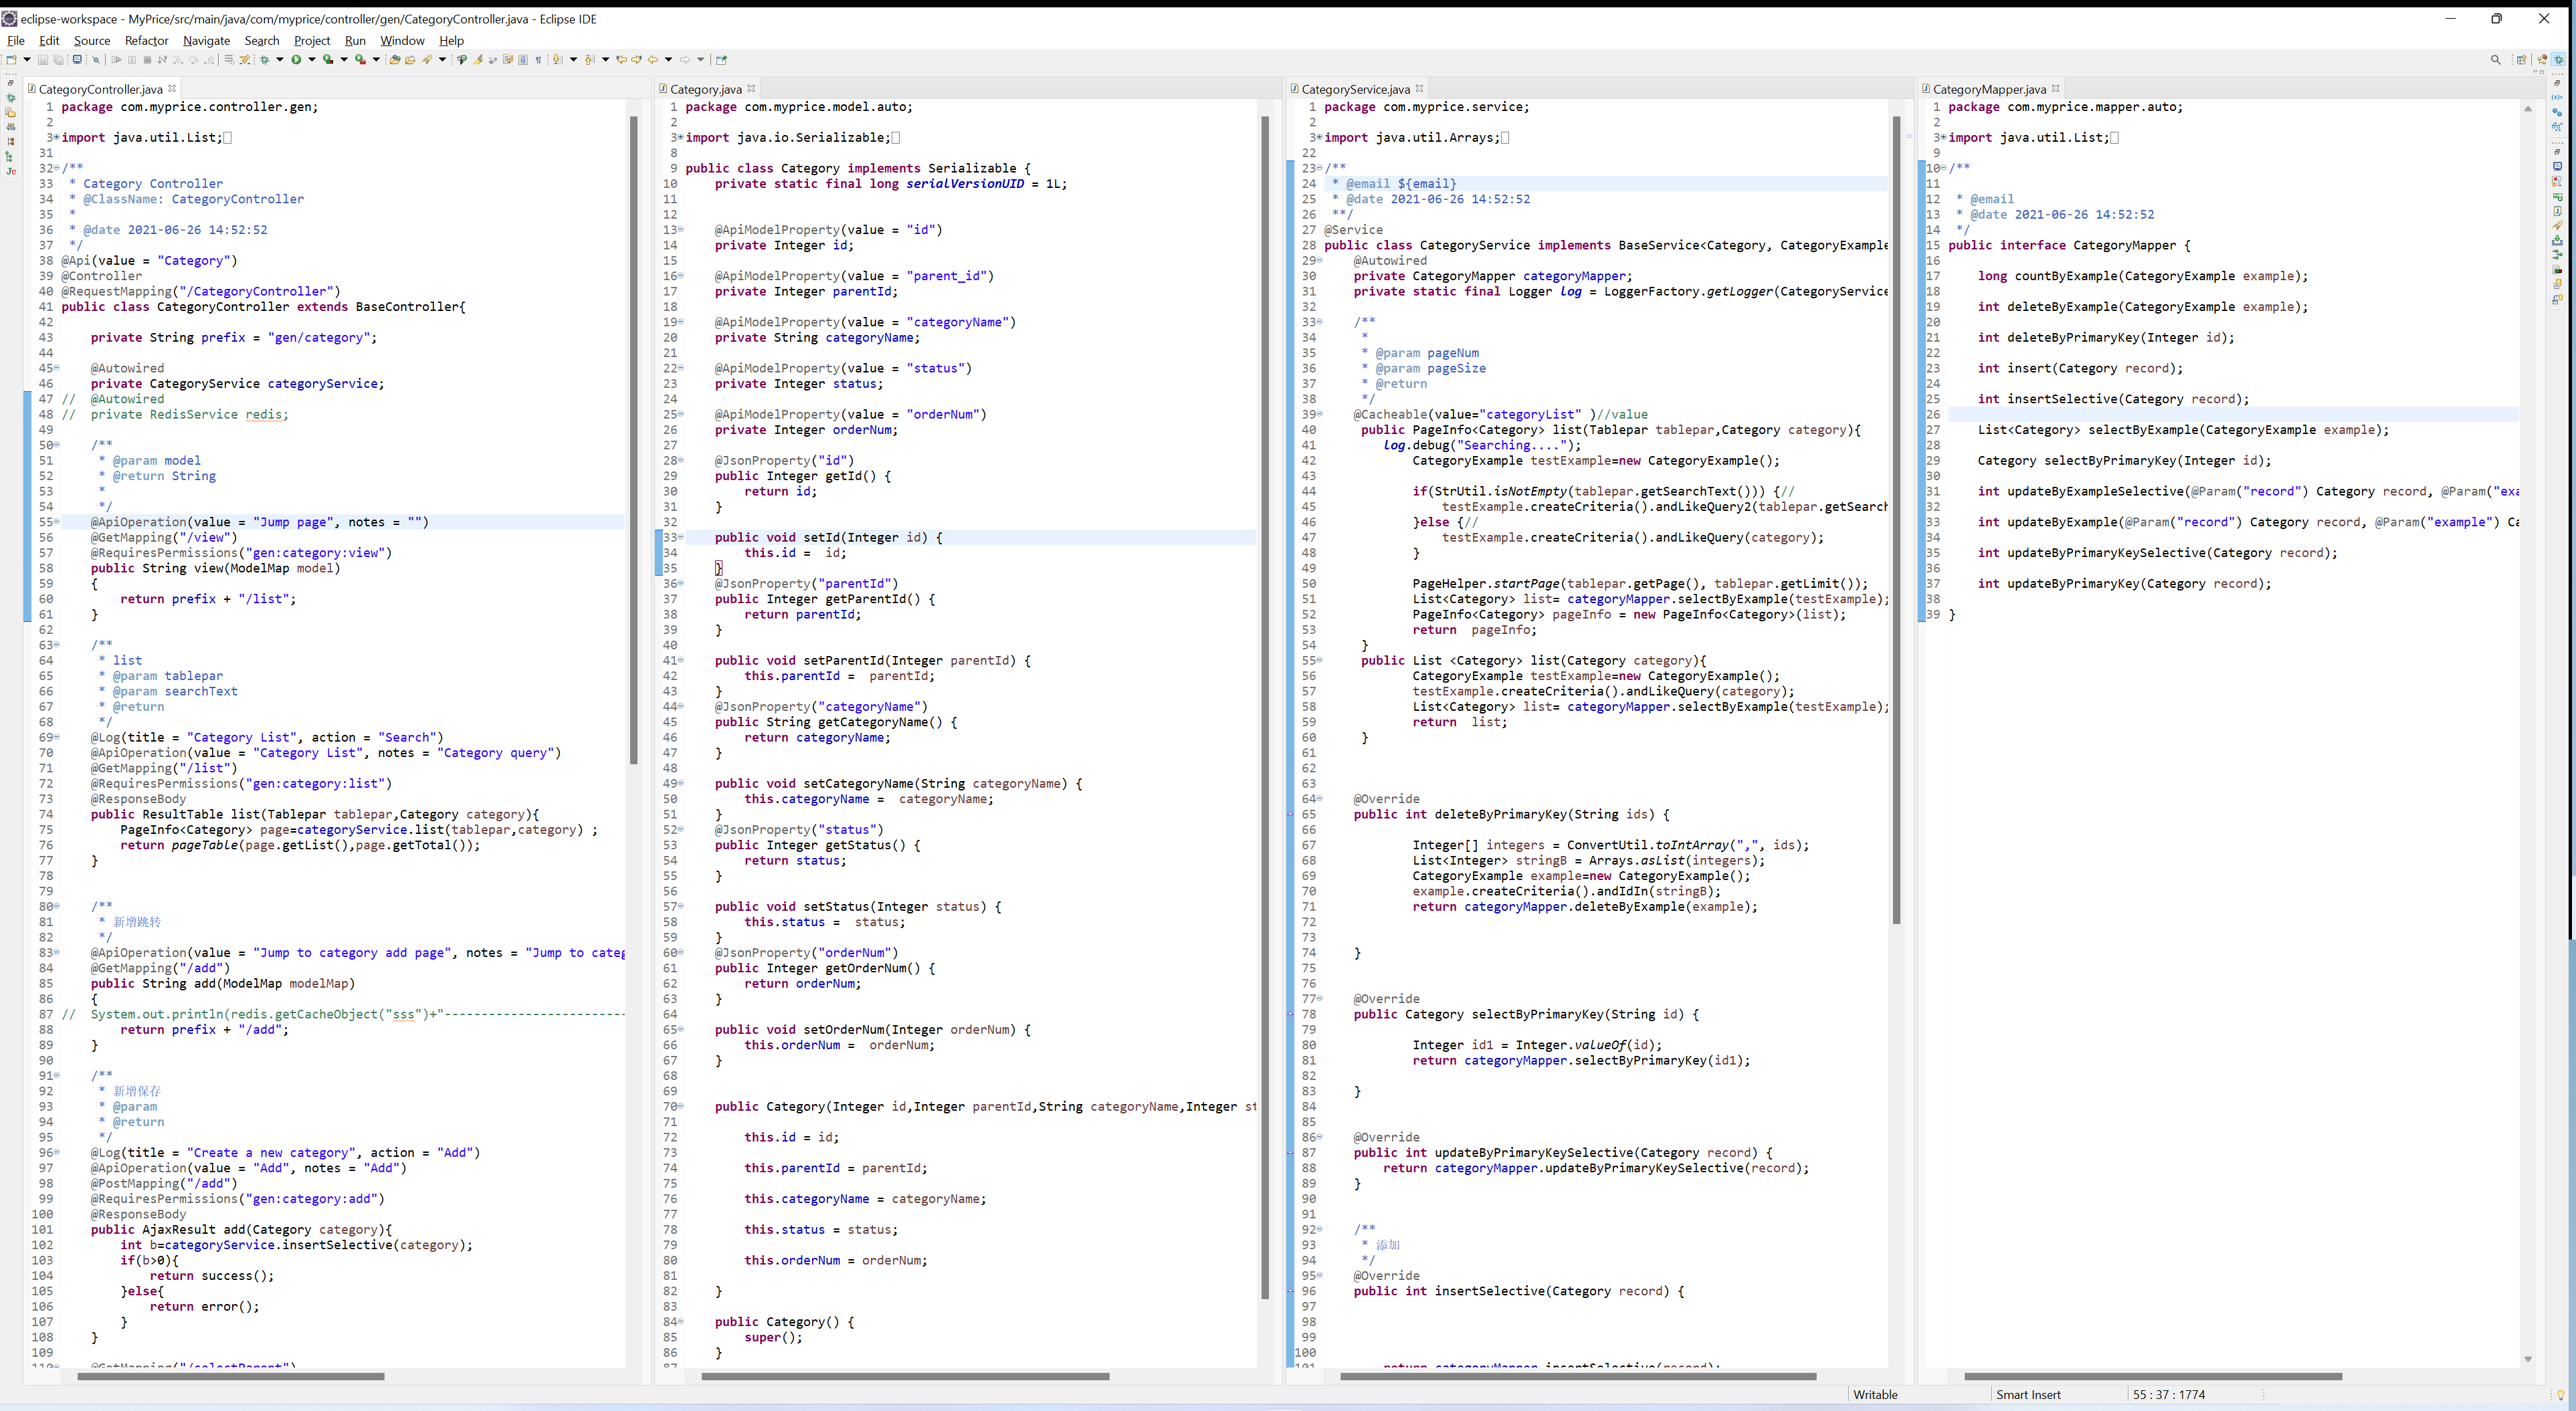 eclipse-workspace - MyPrice/src/main/java/com/myprice/controller/gen/CategoryController.java - Eclipse IDE
File Edit Source Refactor Navigate Search Project Run Window Help
CategoryController.java
1 package com.myprice.controller.gen;
2
3 import java.util.List;
31
32 /**
33 * Category Controller
34 * @ClassName: CategoryController
35 *
36 * @date 2021-06-26 14:52:52
37 */
38 @Api(value = "Category")
39 @Controller
40 @RequestMapping("/CategoryController")
41 public class CategoryController extends BaseController{
42
43 private String prefix = "gen/category";
44
45 @Autowired
46 private CategoryService categoryService;
47 // @Autowired
48 // private RedisService redis;
49
50 /**
51 * @param model
52 * @return String
53 *
54 */
55 @ApiOperation(value = "Jump page", notes = "")
56 @GetMapping("/view")
57 @RequiresPermissions("gen:category:view")
58 public String view(ModelMap model)
59 {
60 return prefix + "/list";
61 }
62
63 /**
64 * list
65 * @param tablepar
66 * @param searchText
67 * @return
68 */
69 @Log(title = "Category List", action = "Search")
70 @ApiOperation(value = "Category List", notes = "Category query")
71 @GetMapping("/list")
72 @RequiresPermissions("gen:category:list")
73 @ResponseBody
74 public ResultTable list(Tablepar tablepar,Category category){
75 PageInfo<Category> page=categoryService.list(tablepar,category) ;
76 return pageTable(page.getList(),page.getTotal());
77 }
78
79
80 /**
81 * 新增跳转
82 */
83 @ApiOperation(value = "Jump to category add page", notes = "Jump to categ
84 @GetMapping("/add")
85 public String add(ModelMap modelMap)
86 {
87 // System.out.println(redis.getCacheObject("sss")+"-------------------------
88 return prefix + "/add";
89 }
90
91 /**
92 * 新增保存
93 * @param
94 * @return
95 */
96 @Log(title = "Create a new category", action = "Add")
97 @ApiOperation(value = "Add", notes = "Add")
98 @PostMapping("/add")
99 @RequiresPermissions("gen:category:add")
100 @ResponseBody
101 public AjaxResult add(Category category){
102 int b=categoryService.insertSelective(category);
103 if(b>0){
104 return success();
105 }else{
106 return error();
107 }
108 }
109
110 @GetMapping("/selectParent")
Category.java
1 package com.myprice.model.auto;
2
3 import java.io.Serializable;
8
9 public class Category implements Serializable {
10 private static final long serialVersionUID = 1L;
11
12
13 @ApiModelProperty(value = "id")
14 private Integer id;
15
16 @ApiModelProperty(value = "parent_id")
17 private Integer parentId;
18
19 @ApiModelProperty(value = "categoryName")
20 private String categoryName;
21
22 @ApiModelProperty(value = "status")
23 private Integer status;
24
25 @ApiModelProperty(value = "orderNum")
26 private Integer orderNum;
27
28 @JsonProperty("id")
29 public Integer getId() {
30 return id;
31 }
32
33 public void setId(Integer id) {
34 this.id = id;
35 }
36 @JsonProperty("parentId")
37 public Integer getParentId() {
38 return parentId;
39 }
40
41 public void setParentId(Integer parentId) {
42 this.parentId = parentId;
43 }
44 @JsonProperty("categoryName")
45 public String getCategoryName() {
46 return categoryName;
47 }
48
49 public void setCategoryName(String categoryName) {
50 this.categoryName = categoryName;
51 }
52 @JsonProperty("status")
53 public Integer getStatus() {
54 return status;
55 }
56
57 public void setStatus(Integer status) {
58 this.status = status;
59 }
60 @JsonProperty("orderNum")
61 public Integer getOrderNum() {
62 return orderNum;
63 }
64
65 public void setOrderNum(Integer orderNum) {
66 this.orderNum = orderNum;
67 }
68
69
70 public Category(Integer id,Integer parentId,String categoryName,Integer st
71
72 this.id = id;
73
74 this.parentId = parentId;
75
76 this.categoryName = categoryName;
77
78 this.status = status;
79
80 this.orderNum = orderNum;
81
82 }
83
84 public Category() {
85 super();
86 }
87
CategoryService.java
1 package com.myprice.service;
2
3 import java.util.Arrays;
22
23 /**
24 * @email ${email}
25 * @date 2021-06-26 14:52:52
26 **/
27 @Service
28 public class CategoryService implements BaseService<Category, CategoryExample
29 @Autowired
30 private CategoryMapper categoryMapper;
31 private static final Logger log = LoggerFactory.getLogger(CategoryService
32
33 /**
34 *
35 * @param pageNum
36 * @param pageSize
37 * @return
38 */
39 @Cacheable(value="categoryList" )//value
40 public PageInfo<Category> list(Tablepar tablepar,Category category){
41 log.debug("Searching....");
42 CategoryExample testExample=new CategoryExample();
43
44 if(StrUtil.isNotEmpty(tablepar.getSearchText())) {//
45 testExample.createCriteria().andLikeQuery2(tablepar.getSearch
46 }else {//
47 testExample.createCriteria().andLikeQuery(category);
48 }
49
50 PageHelper.startPage(tablepar.getPage(), tablepar.getLimit());
51 List<Category> list= categoryMapper.selectByExample(testExample);
52 PageInfo<Category> pageInfo = new PageInfo<Category>(list);
53 return pageInfo;
54 }
55 public List <Category> list(Category category){
56 CategoryExample testExample=new CategoryExample();
57 testExample.createCriteria().andLikeQuery(category);
58 List<Category> list= categoryMapper.selectByExample(testExample);
59 return list;
60 }
61
62
63
64 @Override
65 public int deleteByPrimaryKey(String ids) {
66
67 Integer[] integers = ConvertUtil.toIntArray(",", ids);
68 List<Integer> stringB = Arrays.asList(integers);
69 CategoryExample example=new CategoryExample();
70 example.createCriteria().andIdIn(stringB);
71 return categoryMapper.deleteByExample(example);
72
73
74 }
75
76
77 @Override
78 public Category selectByPrimaryKey(String id) {
79
80 Integer id1 = Integer.valueOf(id);
81 return categoryMapper.selectByPrimaryKey(id1);
82
83 }
84
85
86 @Override
87 public int updateByPrimaryKeySelective(Category record) {
88 return categoryMapper.updateByPrimaryKeySelective(record);
89 }
90
91
92 /**
93 * 添加
94 */
95 @Override
96 public int insertSelective(Category record) {
97
98
99
100
101 return categoryMapper.insertSelective(record);
CategoryMapper.java
1 package com.myprice.mapper.auto;
2
3 import java.util.List;
9
10 /**
11
12 * @email
13 * @date 2021-06-26 14:52:52
14 */
15 public interface CategoryMapper {
16
17 long countByExample(CategoryExample example);
18
19 int deleteByExample(CategoryExample example);
20
21 int deleteByPrimaryKey(Integer id);
22
23 int insert(Category record);
24
25 int insertSelective(Category record);
26
27 List<Category> selectByExample(CategoryExample example);
28
29 Category selectByPrimaryKey(Integer id);
30
31 int updateByExampleSelective(@Param("record") Category record, @Param("exa
32
33 int updateByExample(@Param("record") Category record, @Param("example") Ca
34
35 int updateByPrimaryKeySelective(Category record);
36
37 int updateByPrimaryKey(Category record);
38
39 }
Writable Smart Insert 55 : 37 : 1774